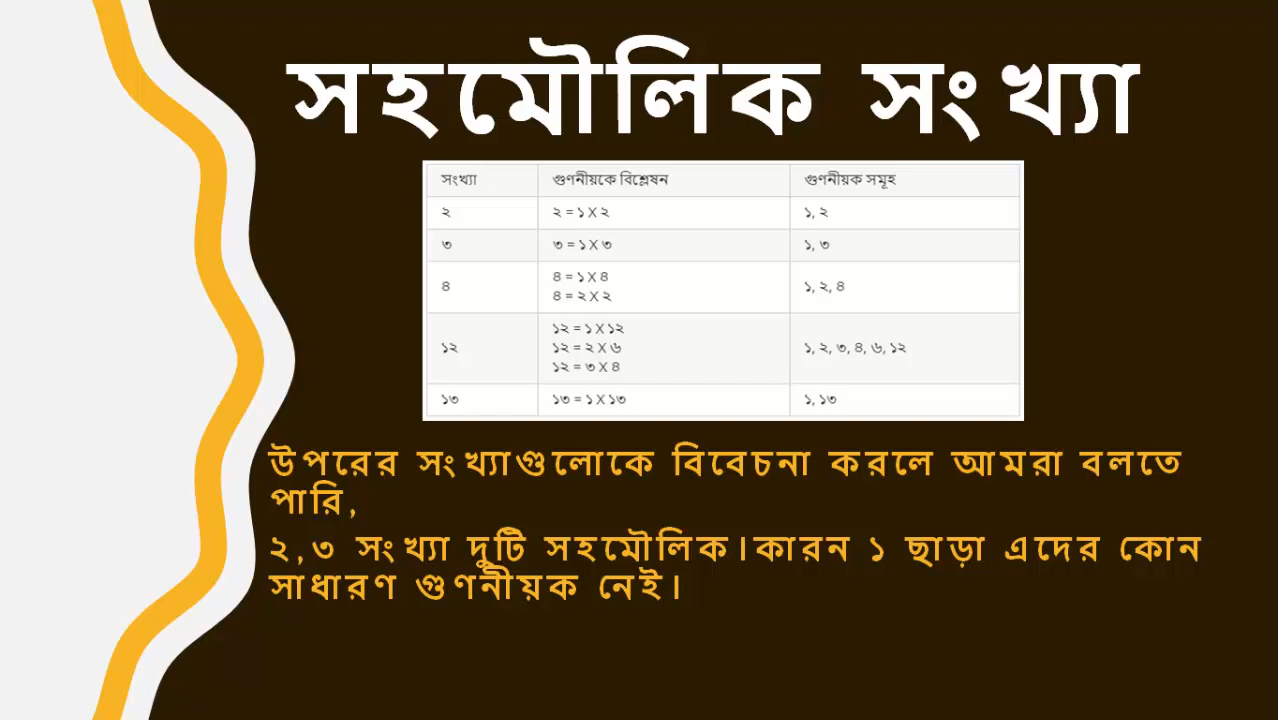 সহমৌলিক সংখ্যা
সংখ্যা গুণনীয়কে বিশ্লেষন গুণনীয়ক সমূহ
২ ২ = ১ X ২ ১, ২
৩ ৩ = ১ X ৩ ১, ৩
৪ ৪ = ১ X ৪ ১, ২, ৪
৪ = ২ X ২
১২ ১২ = ১ X ১২ ১, ২, ৩, ৪, ৬, ১২
১২ = ২ X ৬
১২ = ৩ X ৪
১৩ ১৩ = ১ X ১৩ ১, ১৩
উপরের সংখ্যাগুলোকে বিবেচনা করলে আমরা বলতে
পারি,
২,৩ সংখ্যা দুটি সহমৌলিক।কারন ১ ছাড়া এদের কোন
সাধারণ গুণনীয়ক নেই।